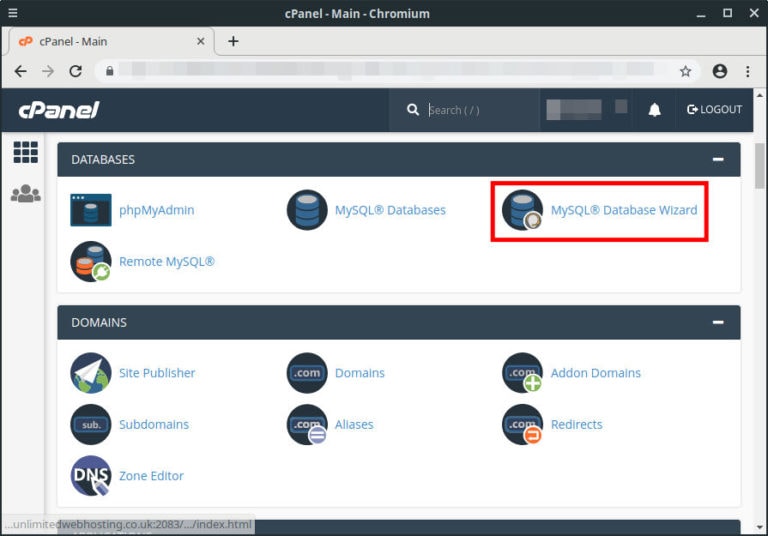 cPanel - Main - Chromium
cP cPanel - Main
cPanel
Search ( / )
LOGOUT
DATABASES
phpMyAdmin
MySQL® Databases
MySQL® Database Wizard
Remote MySQL®
DOMAINS
Site Publisher
.com Domains
.com Addon Domains
sub. Subdomains
.com Aliases
.com Redirects
DNS Zone Editor
...unlimitedwebhosting.co.uk:2083/.../index.html